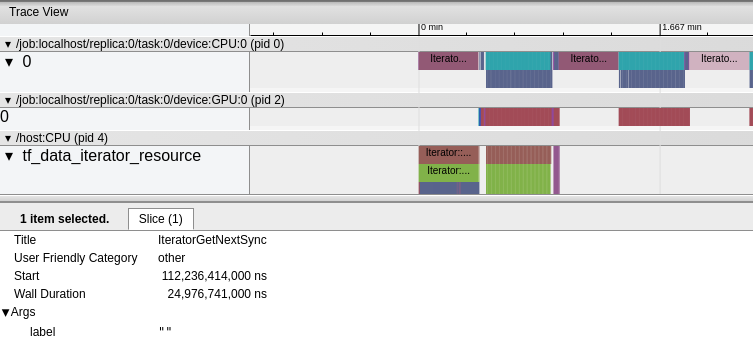 Trace View
0 min
1.667 min
▼ /job:localhost/replica:0/task:0/device:CPU:0 (pid 0)
▼ 0
Iterato...
Iterato...
Iterato...
▼ /job:localhost/replica:0/task:0/device:GPU:0 (pid 2)
0
▼ /host:CPU (pid 4)
▼ tf_data_iterator_resource
Iterator::...
Iterator:...
1 item selected.
Slice (1)
Title IteratorGetNextSync
User Friendly Category other
Start 112,236,414,000 ns
Wall Duration 24,976,741,000 ns
▼Args
label ""